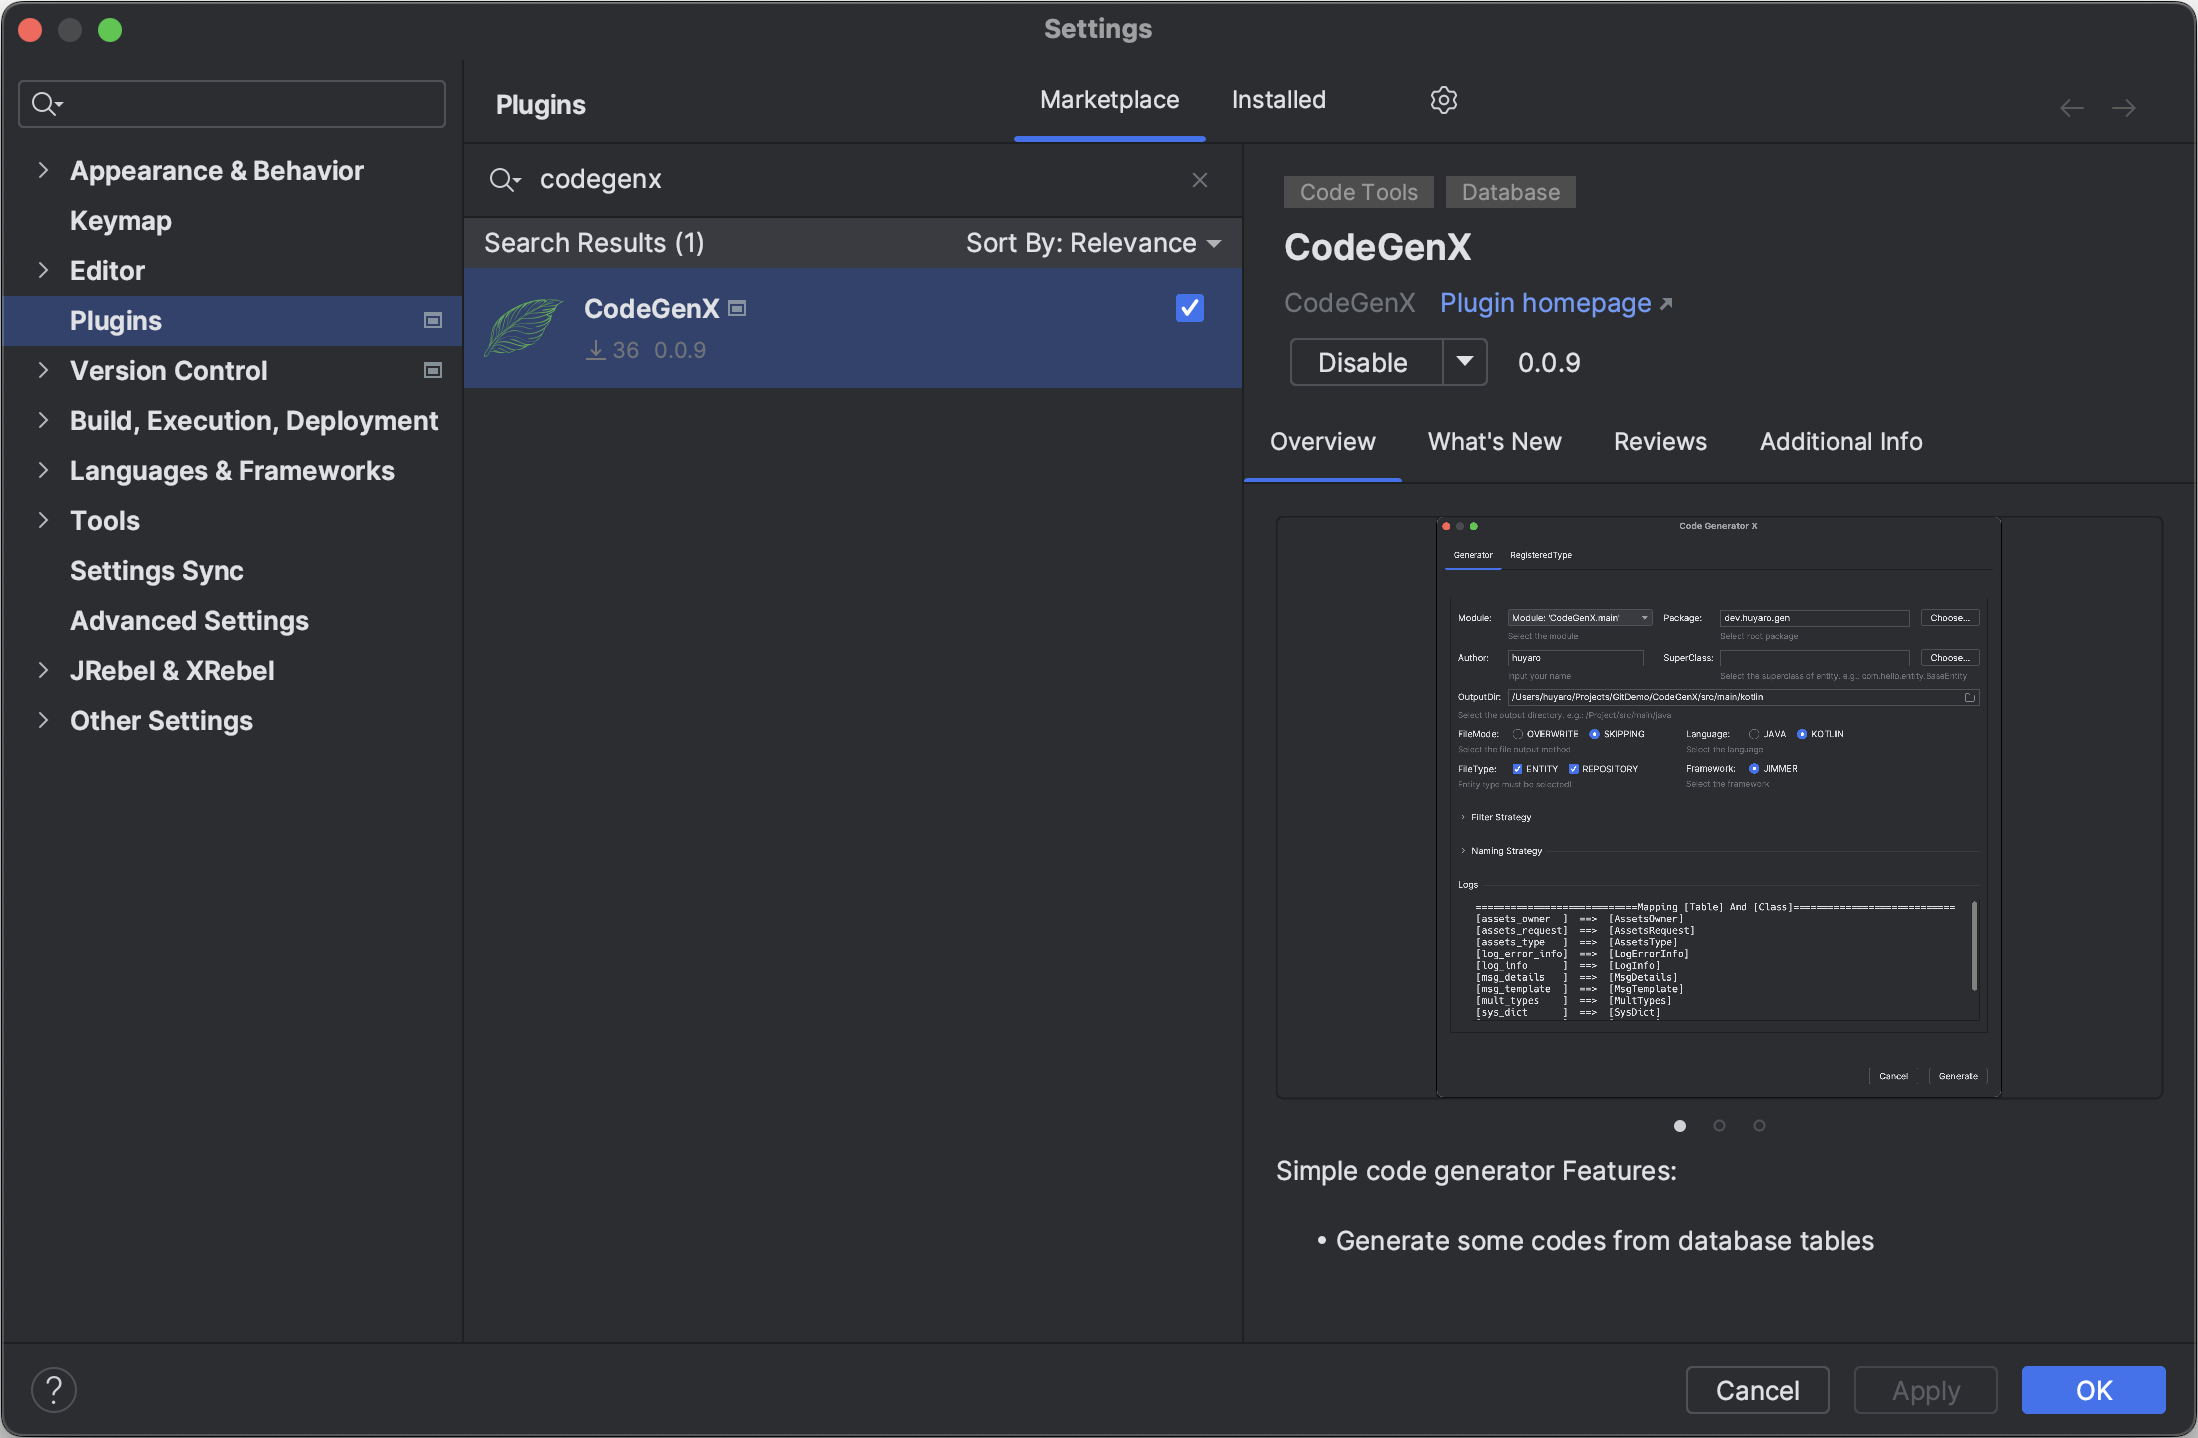 Settings
Plugins
Marketplace
Installed
Appearance & Behavior
Keymap
Editor
Plugins
Version Control
Build, Execution, Deployment
Languages & Frameworks
Tools
Settings Sync
Advanced Settings
JRebel & XRebel
Other Settings
codegenx
Search Results (1)
Sort By: Relevance
CodeGenX
36 0.0.9
Code Tools
Database
CodeGenX
CodeGenX Plugin homepage
Disable
0.0.9
Overview
What's New
Reviews
Additional Info
Code Generator X
Generator RegisteredType
Module: Module: 'CodeGenX.main' Package: dev.huyaro.gen Choose...
Select the module Select root package
Author: huyaro SuperClass: Choose...
Input your name Select the superclass of entity. e.g.: com.hello.entity.BaseEntity
OutputDir: /Users/huyaro/Projects/GitDemo/CodeGenX/src/main/kotlin
Select the output directory. e.g.: /Project/src/main/java
FileMode: OVERWRITE SKIPPING Language: JAVA KOTLIN
Select the file output method Select the language
FileType: ENTITY REPOSITORY Framework: JIMMER
Entity type must be selected! Select the framework
Filter Strategy
Naming Strategy
Logs
============================Mapping [Table] And [Class]============================
[assets_owner ] ==> [AssetsOwner]
[assets_request] ==> [AssetsRequest]
[assets_type ] ==> [AssetsType]
[log_error_info] ==> [LogErrorInfo]
[log_info ] ==> [LogInfo]
[msg_details ] ==> [MsgDetails]
[msg_template ] ==> [MsgTemplate]
[mult_types ] ==> [MultTypes]
[sys_dict ] ==> [SysDict]
Cancel Generate
Simple code generator Features:
• Generate some codes from database tables
?
Cancel
Apply
OK